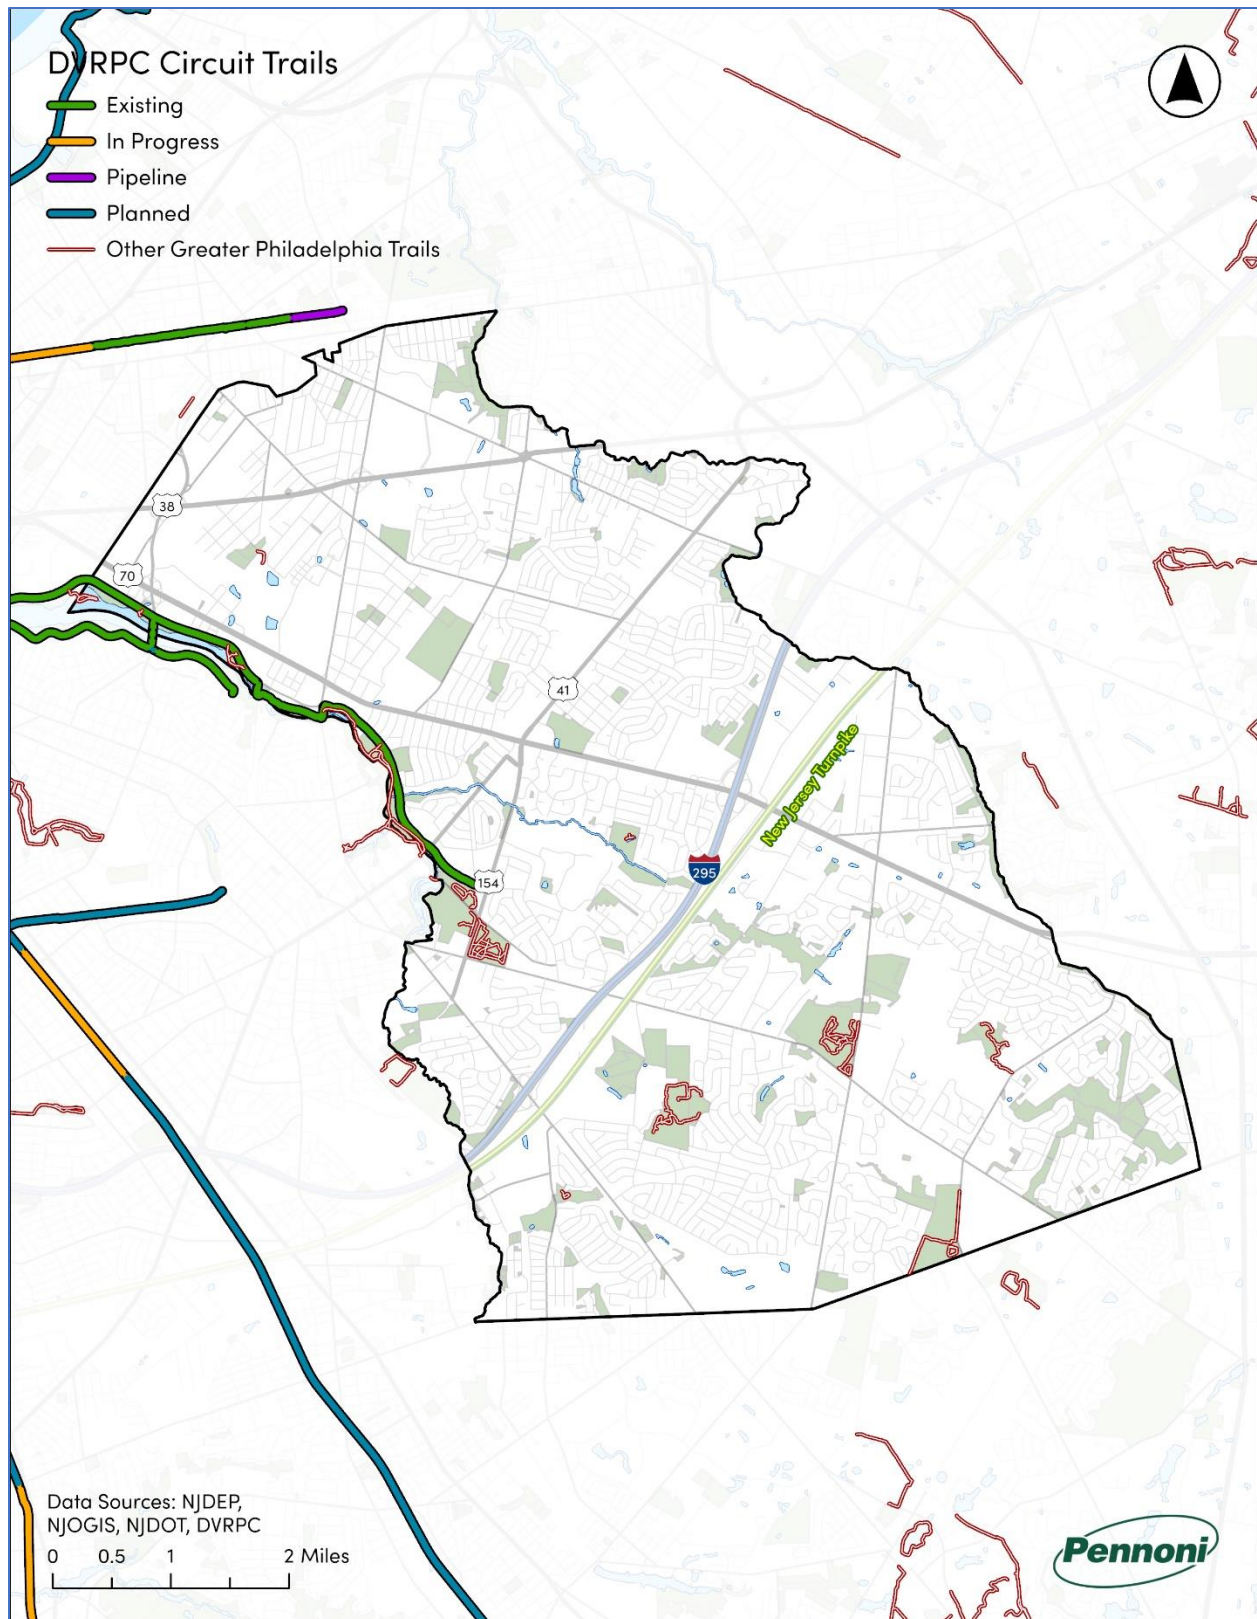 DVRPC Circuit Trails
Existing
In Progress
Pipeline
Planned
Other Greater Philadelphia Trails
38
70
41
New Jersey Turnpike
295
154
Data Sources: NJDEP,
NJOGIS, NJDOT, DVRPC
0 0.5 1 2 Miles
Pennoni